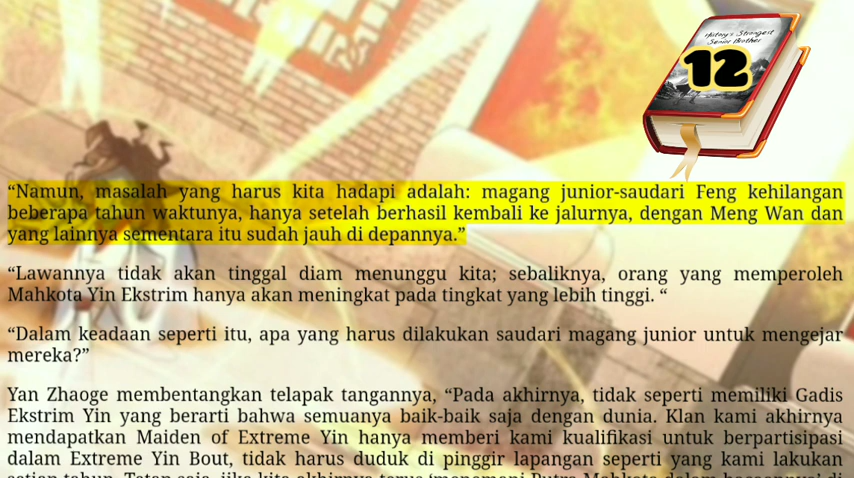 History's Strongest
Senior Brother
12
“Namun, masalah yang harus kita hadapi adalah: magang junior-saudari Feng kehilangan
beberapa tahun waktunya, hanya setelah berhasil kembali ke jalurnya, dengan Meng Wan dan
yang lainnya sementara itu sudah jauh di depannya.”
“Lawannya tidak akan tinggal diam menunggu kita; sebaliknya, orang yang memperoleh
Mahkota Yin Ekstrim hanya akan meningkat pada tingkat yang lebih tinggi. “
“Dalam keadaan seperti itu, apa yang harus dilakukan saudari magang junior untuk mengejar
mereka?”
Yan Zhaoge membentangkan telapak tangannya, “Pada akhirnya, tidak seperti memiliki Gadis
Ekstrim Yin yang berarti bahwa semuanya baik-baik saja dengan dunia. Klan kami akhirnya
mendapatkan Maiden of Extreme Yin hanya memberi kami kualifikasi untuk berpartisipasi
dalam Extreme Yin Bout, tidak harus duduk di pinggir lapangan seperti yang kami lakukan